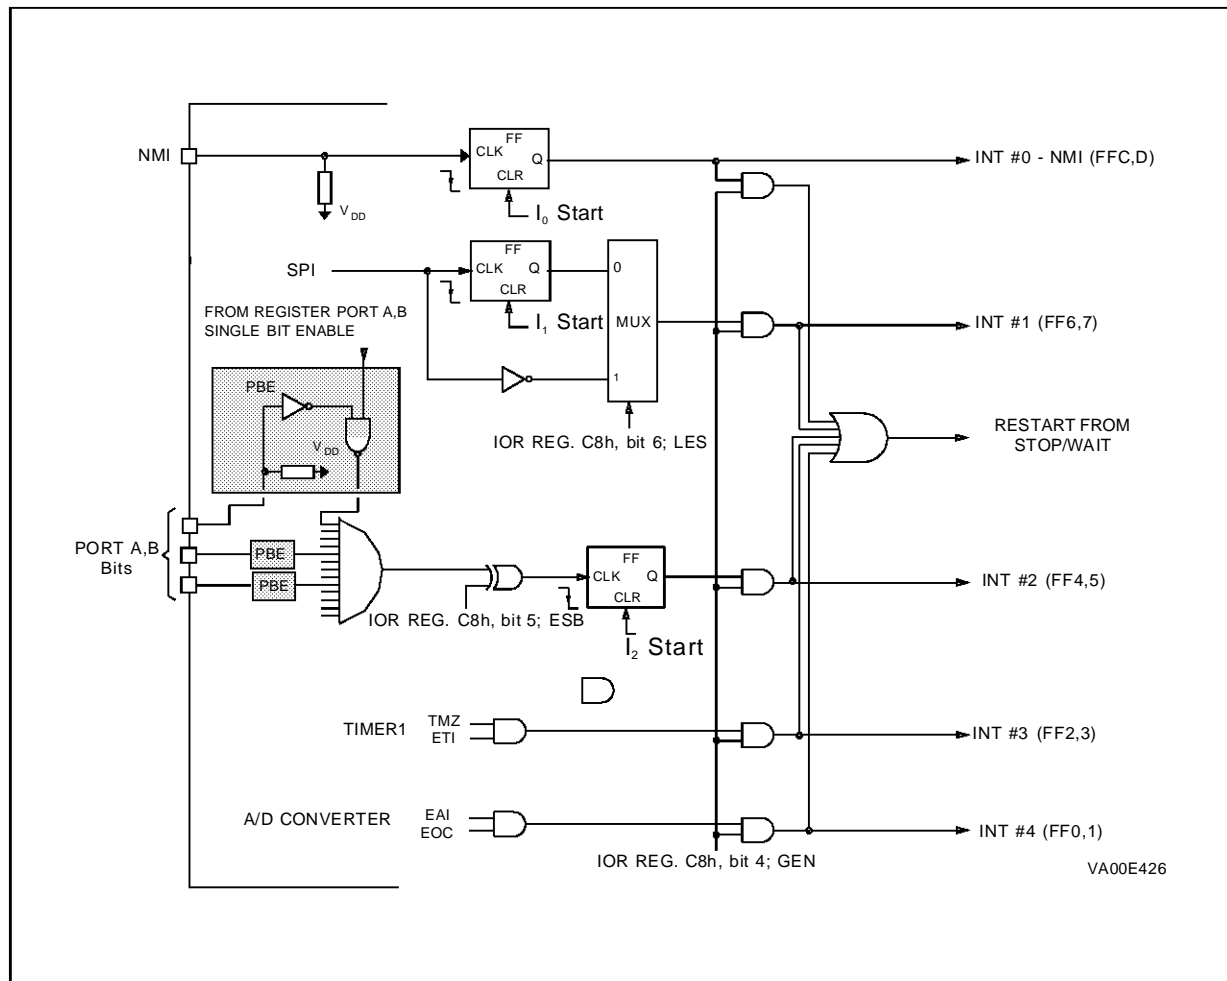 NMI
FF
CLK
Q
CLR
INT #0 - NMI (FFC,D)
VDD
I0 Start
SPI
FF
CLK
Q
CLR
0
FROM REGISTER PORT A,B
SINGLE BIT ENABLE
I1 Start
MUX
INT #1 (FF6,7)
1
PBE
VDD
IOR REG. C8h, bit 6; LES
RESTART FROM
STOP/WAIT
PORT A,B
Bits
PBE
PBE
FF
CLK
Q
CLR
INT #2 (FF4,5)
IOR REG. C8h, bit 5; ESB
I2 Start
TIMER1
TMZ
ETI
INT #3 (FF2,3)
A/D CONVERTER
EAI
EOC
INT #4 (FF0,1)
IOR REG. C8h, bit 4; GEN
VA00E426